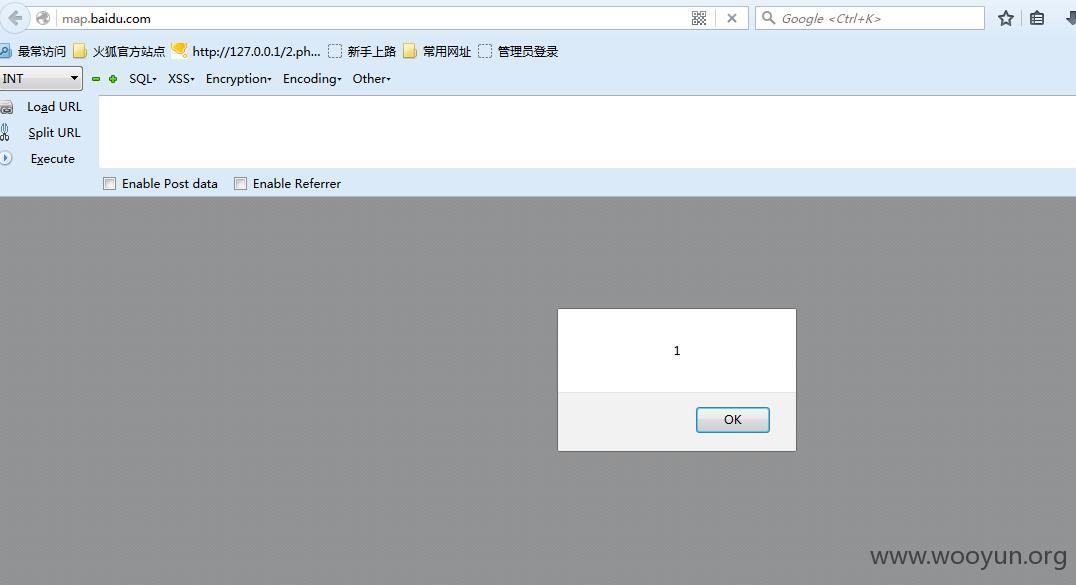 map.baidu.com
Google <Ctrl+K>
最常访问 火狐官方站点 http://127.0.0.1/2.ph... 新手上路 常用网址 管理员登录
INT SQL XSS Encryption Encoding Other
Load URL
Split URL
Execute
Enable Post data Enable Referrer
1
OK
www.wooyun.org